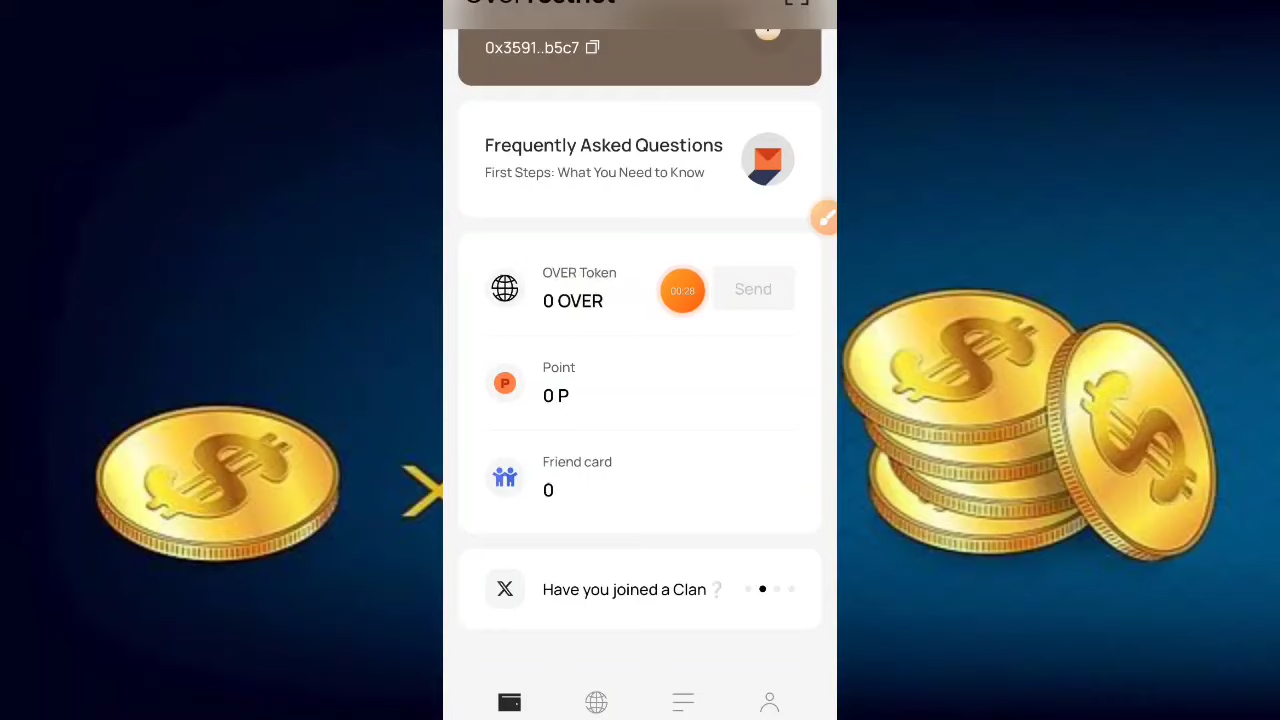 0x3591..b5c7
Frequently Asked Questions
First Steps: What You Need to Know
OVER Token
0 OVER
00:28
Send
Point
P
0 P
Friend card
0
X
Have you joined a Clan❔